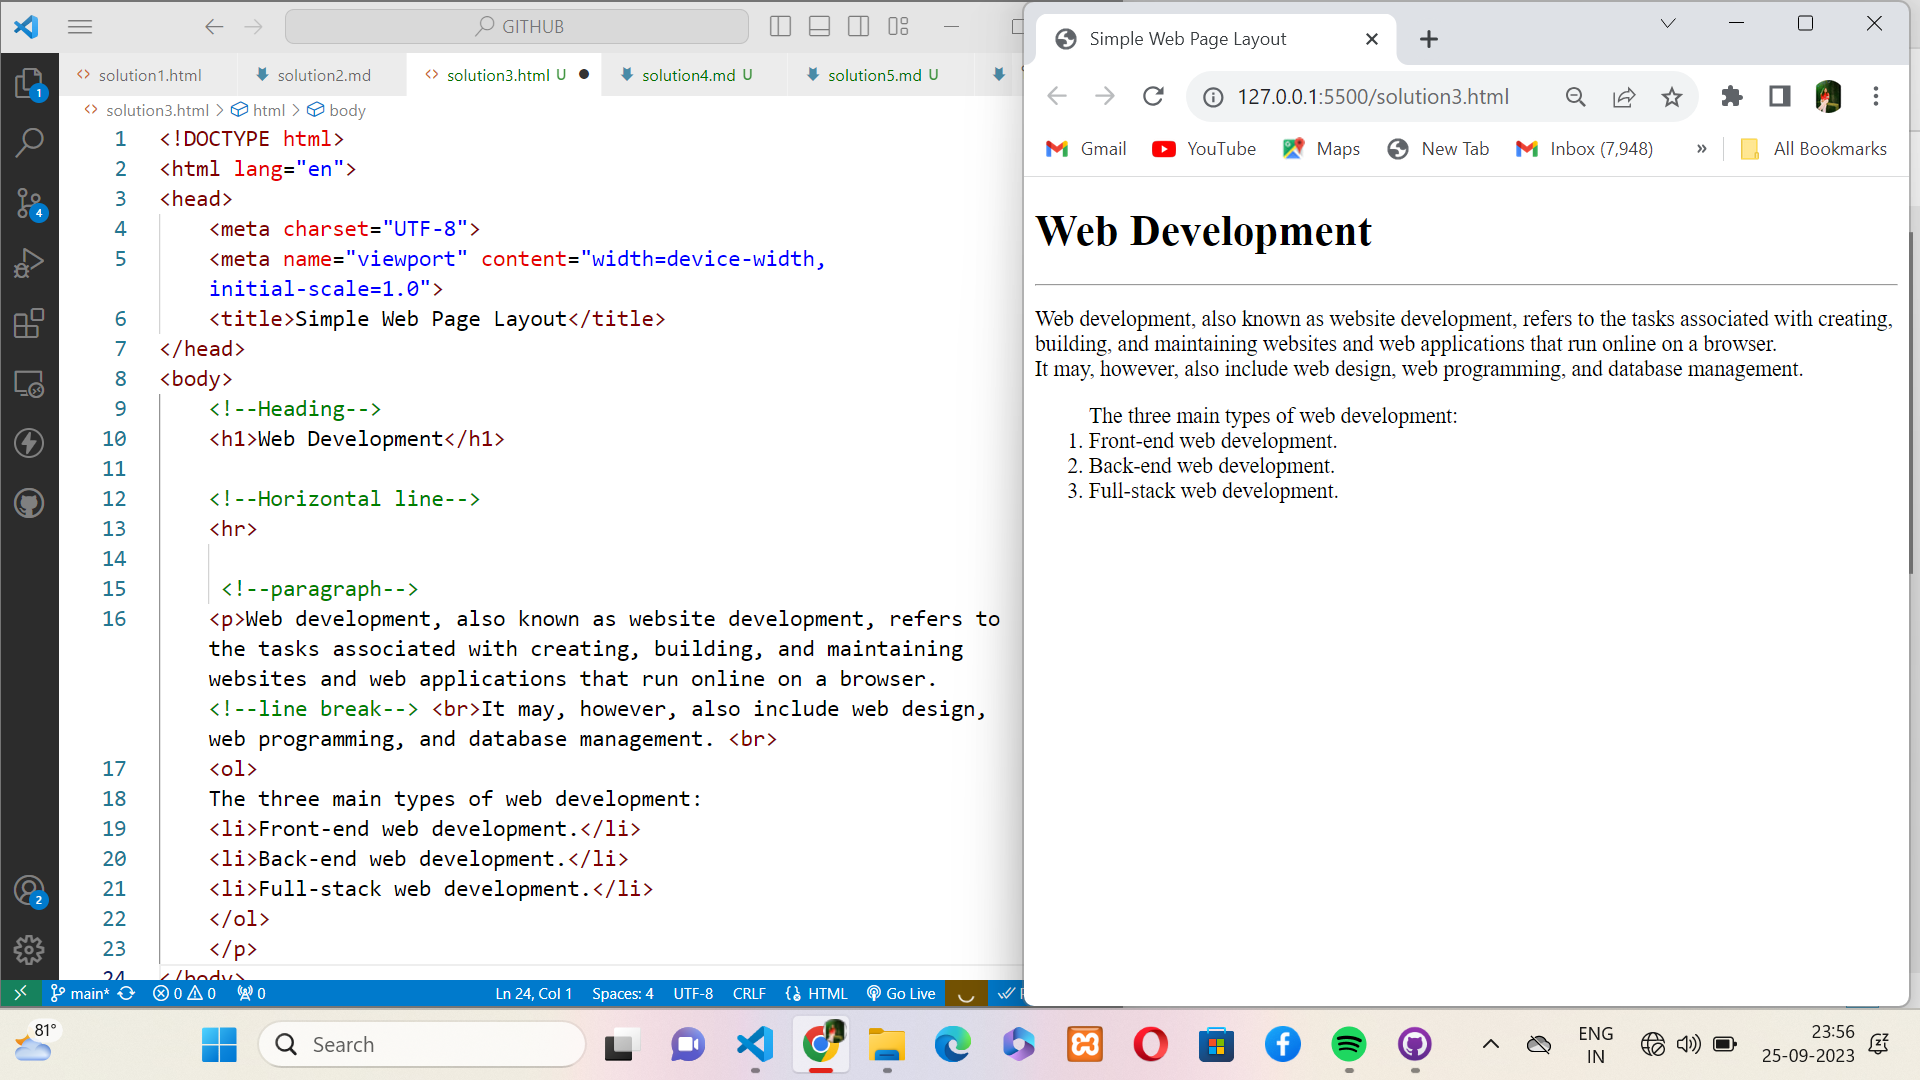 GITHUB
solution1.html
solution2.md
solution3.html U
solution4.md U
solution5.md U
solution3.html > html > body
1 <!DOCTYPE html>
2 <html lang="en">
3 <head>
4 <meta charset="UTF-8">
5 <meta name="viewport" content="width=device-width,
initial-scale=1.0">
6 <title>Simple Web Page Layout</title>
7 </head>
8 <body>
9 <!--Heading-->
10 <h1>Web Development</h1>
11
12 <!--Horizontal line-->
13 <hr>
14
15 <!--paragraph-->
16 <p>Web development, also known as website development, refers to
the tasks associated with creating, building, and maintaining
websites and web applications that run online on a browser.
<!--line break--> <br>It may, however, also include web design,
web programming, and database management. <br>
17 <ol>
18 The three main types of web development:
19 <li>Front-end web development.</li>
20 <li>Back-end web development.</li>
21 <li>Full-stack web development.</li>
22 </ol>
23 </p>
24 </body>
1
4
2
main* 0 0 0 Ln 24, Col 1 Spaces: 4 UTF-8 CRLF HTML Go Live
Simple Web Page Layout
127.0.0.1:5500/solution3.html
Gmail YouTube Maps New Tab Inbox (7,948) » All Bookmarks
Web Development
Web development, also known as website development, refers to the tasks associated with creating,
building, and maintaining websites and web applications that run online on a browser.
It may, however, also include web design, web programming, and database management.
The three main types of web development:
1. Front-end web development.
2. Back-end web development.
3. Full-stack web development.
81°
Search
ENG
IN
23:56
25-09-2023